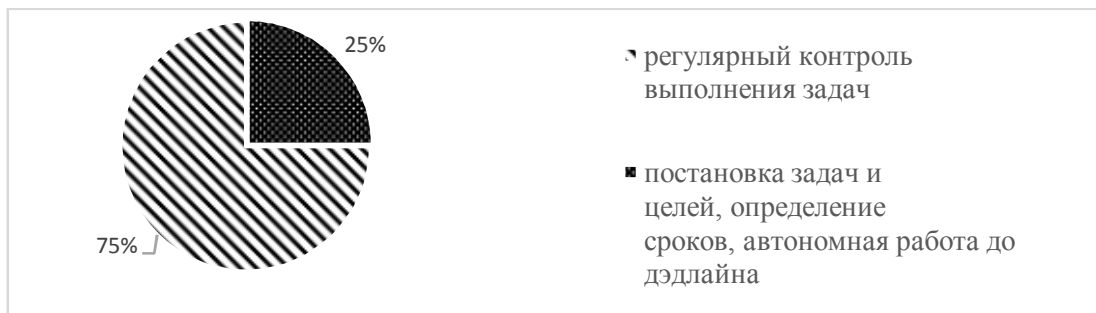 25%
75%
регулярный контроль
выполнения задач
постановка задач и
целей, определение
сроков, автономная работа до
дэдлайна